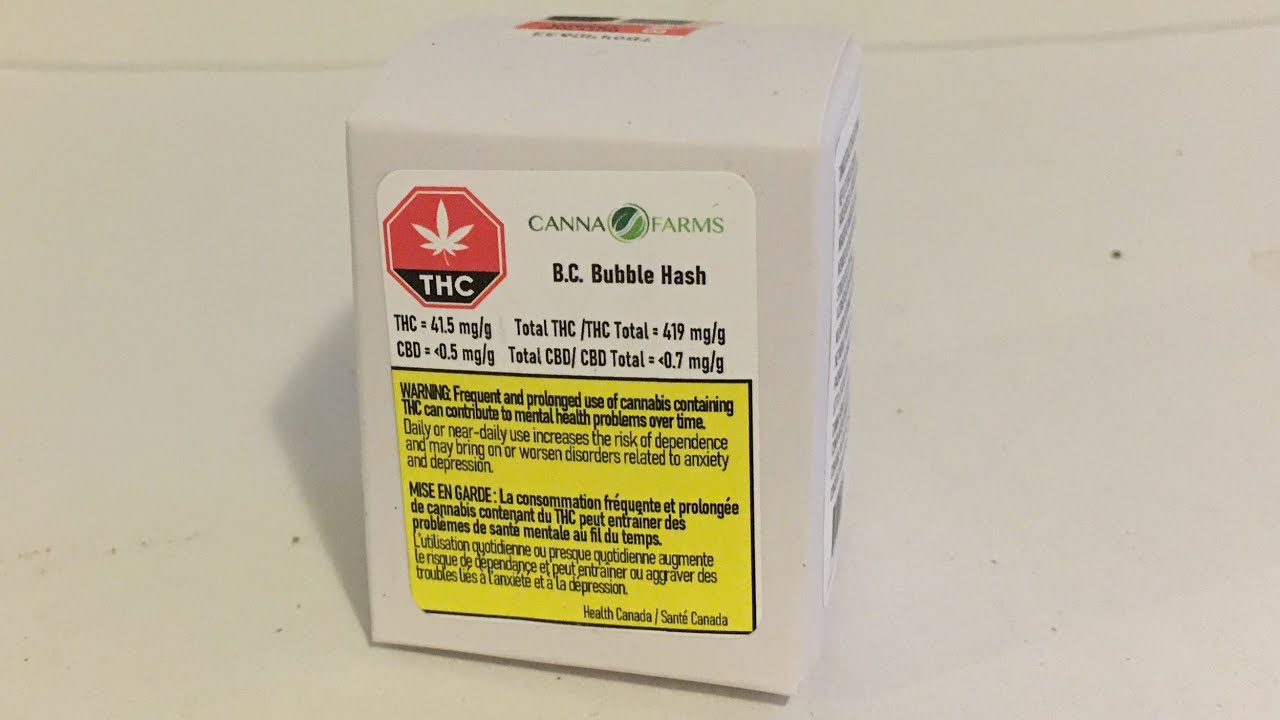 THC
CANNA FARMS
B.C. Bubble Hash
THC = 41.5 mg/g Total THC /THC Total = 419 mg/g
CBD = <0.5 mg/g Total CBD/ CBD Total = <0.7 mg/g
WARNING: Frequent and prolonged use of cannabis containing
THC can contribute to mental health problems over time.
Daily or near-daily use increases the risk of dependence
and may bring on or worsen disorders related to anxiety
and depression.
MISE EN GARDE : La consommation fréquente et prolongée
de cannabis contenant du THC peut entraîner des
problèmes de santé mentale au fil du temps.
L'utilisation quotidienne ou presque quotidienne augmente
le risque de dépendance et peut entraîner ou aggraver des
troubles liés à l'anxiété et à la dépression.
Health Canada / Santé Canada